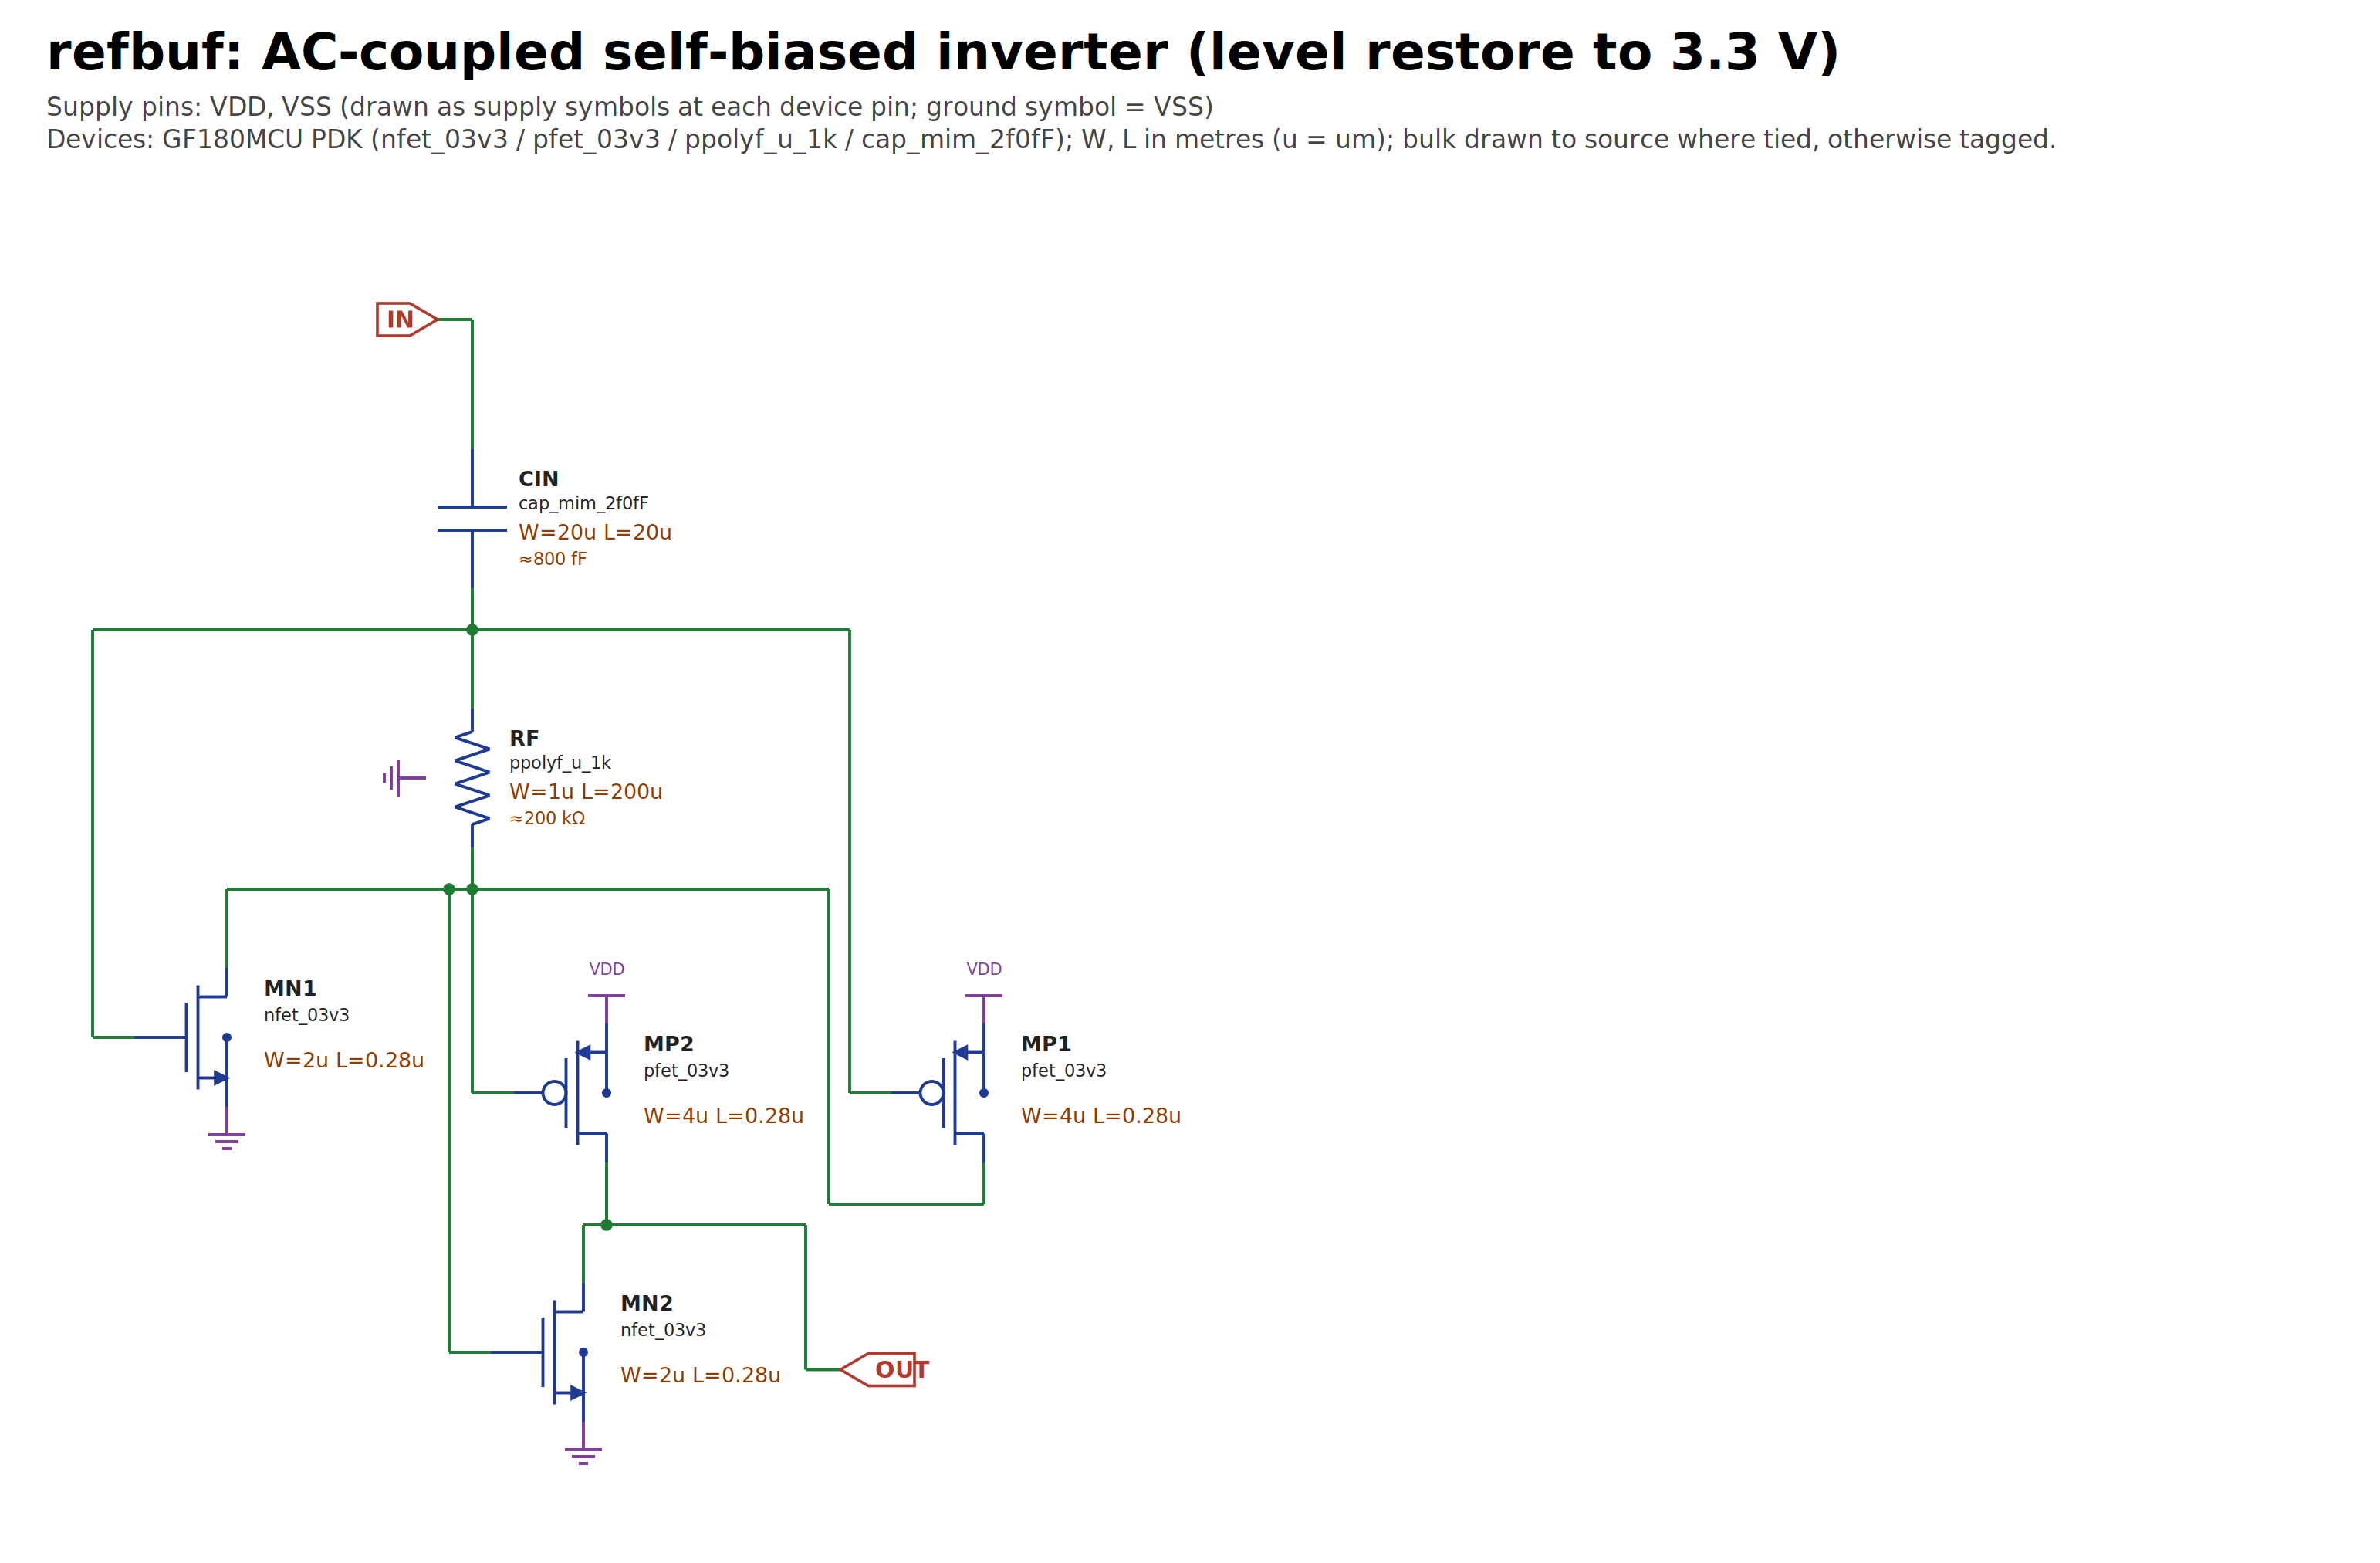 refbuf: AC-coupled self-biased inverter (level restore to 3.3 V)
Supply pins: VDD, VSS (drawn as supply symbols at each device pin; ground symbol = VSS)
Devices: GF180MCU PDK (nfet_03v3 / pfet_03v3 / ppolyf_u_1k / cap_mim_2f0fF); W, L in metres (u = um); bulk drawn to source where tied, otherwise tagged.
IN
CIN
cap_mim_2f0fF
W=20u L=20u
≈800 fF
RF
ppolyf_u_1k
W=1u L=200u
≈200 kΩ
MN1
nfet_03v3
W=2u L=0.28u
VDD
MP2
pfet_03v3
W=4u L=0.28u
VDD
MP1
pfet_03v3
W=4u L=0.28u
MN2
nfet_03v3
W=2u L=0.28u
OUT